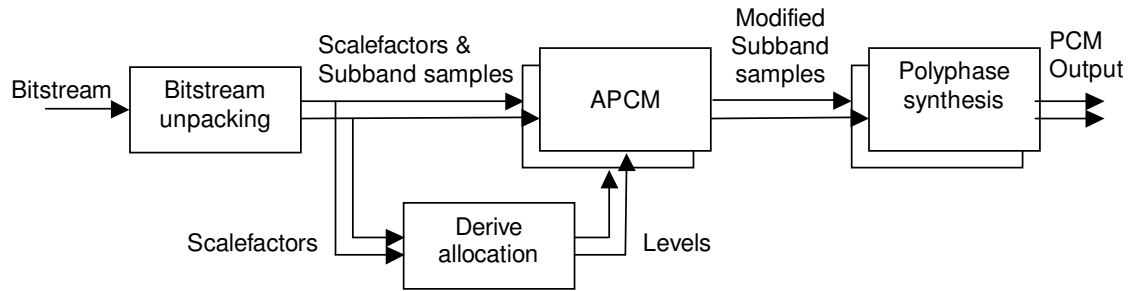 Bitstream
Bitstream
unpacking
Scalefactors &
Subband samples
APCM
Modified
Subband
samples
Polyphase
synthesis
PCM
Output
Scalefactors
Derive
allocation
Levels